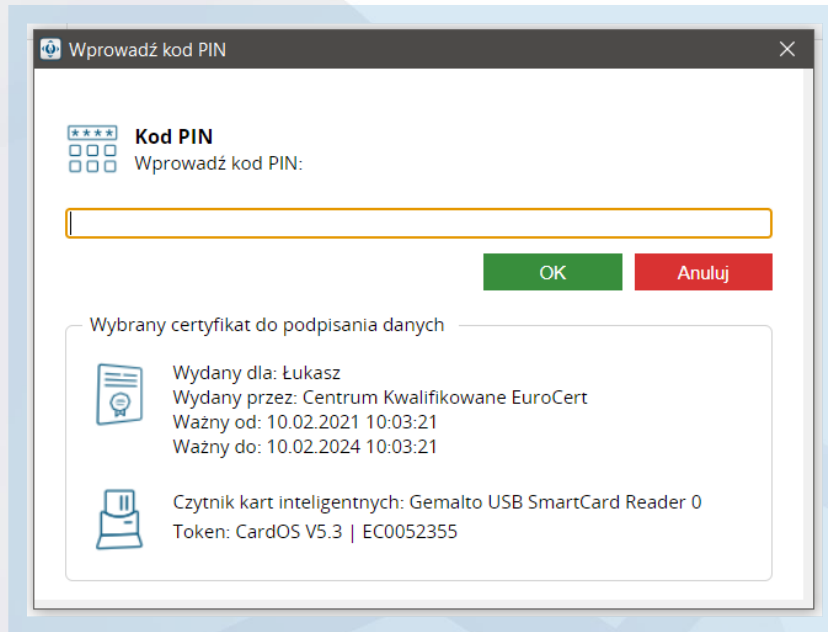 Wprowadź kod PIN
****
Kod PIN
Wprowadź kod PIN:
OK
Anuluj
Wybrany certyfikat do podpisania danych
Wydany dla: Łukasz
Wydany przez: Centrum Kwalifikowane EuroCert
Ważny od: 10.02.2021 10:03:21
Ważny do: 10.02.2024 10:03:21
Czytnik kart inteligentnych: Gemalto USB SmartCard Reader 0
Token: CardOS V5.3 | EC0052355